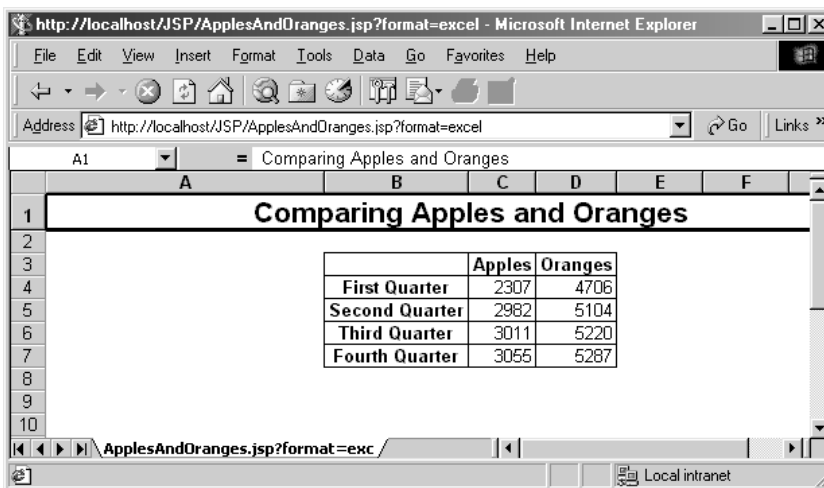 http://localhost/JSP/ApplesAndOranges.jsp?format=excel - Microsoft Internet Explorer
File Edit View Insert Format Tools Data Go Favorites Help
Address http://localhost/JSP/ApplesAndOranges.jsp?format=excel Go Links »
A1 = Comparing Apples and Oranges
A B C D E F
1 Comparing Apples and Oranges
2
3 Apples Oranges
4 First Quarter 2307 4706
5 Second Quarter 2982 5104
6 Third Quarter 3011 5220
7 Fourth Quarter 3055 5287
8
9
10
ApplesAndOranges.jsp?format=exc
Local intranet